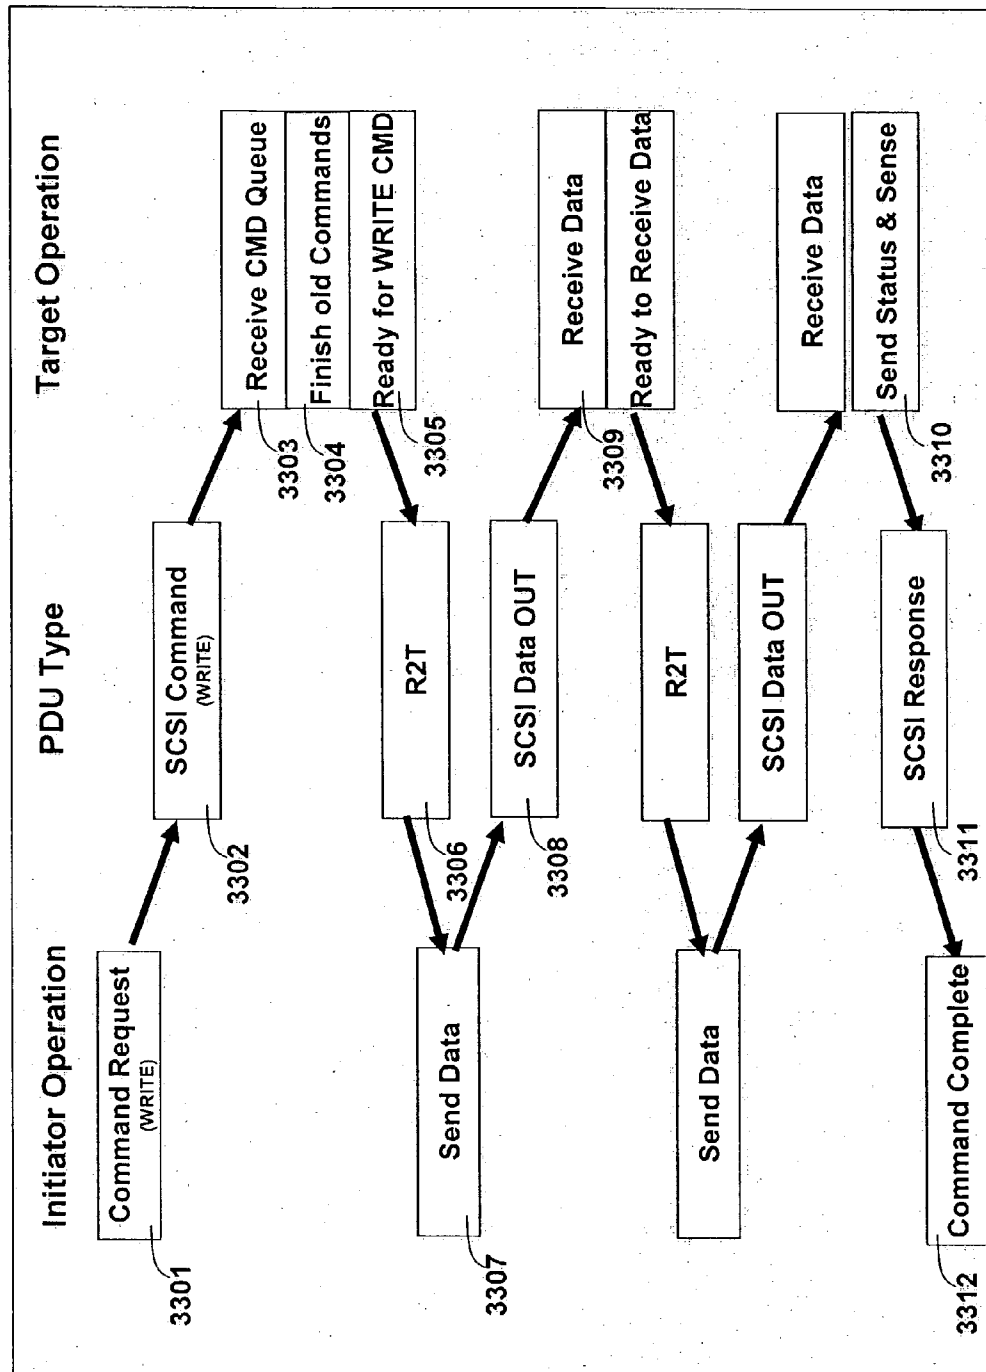 Initiator Operation
PDU Type
Target Operation
Command Request
(WRITE)
3301
SCSI Command
(WRITE)
3302
Receive CMD Queue
3303
Finish old Commands
3304
Ready for WRITE CMD
3305
R2T
3306
Send Data
3307
SCSI Data OUT
3308
Receive Data
3309
Ready to Receive Data
R2T
Send Data
SCSI Data OUT
Receive Data
Send Status & Sense
3310
SCSI Response
3311
Command Complete
3312